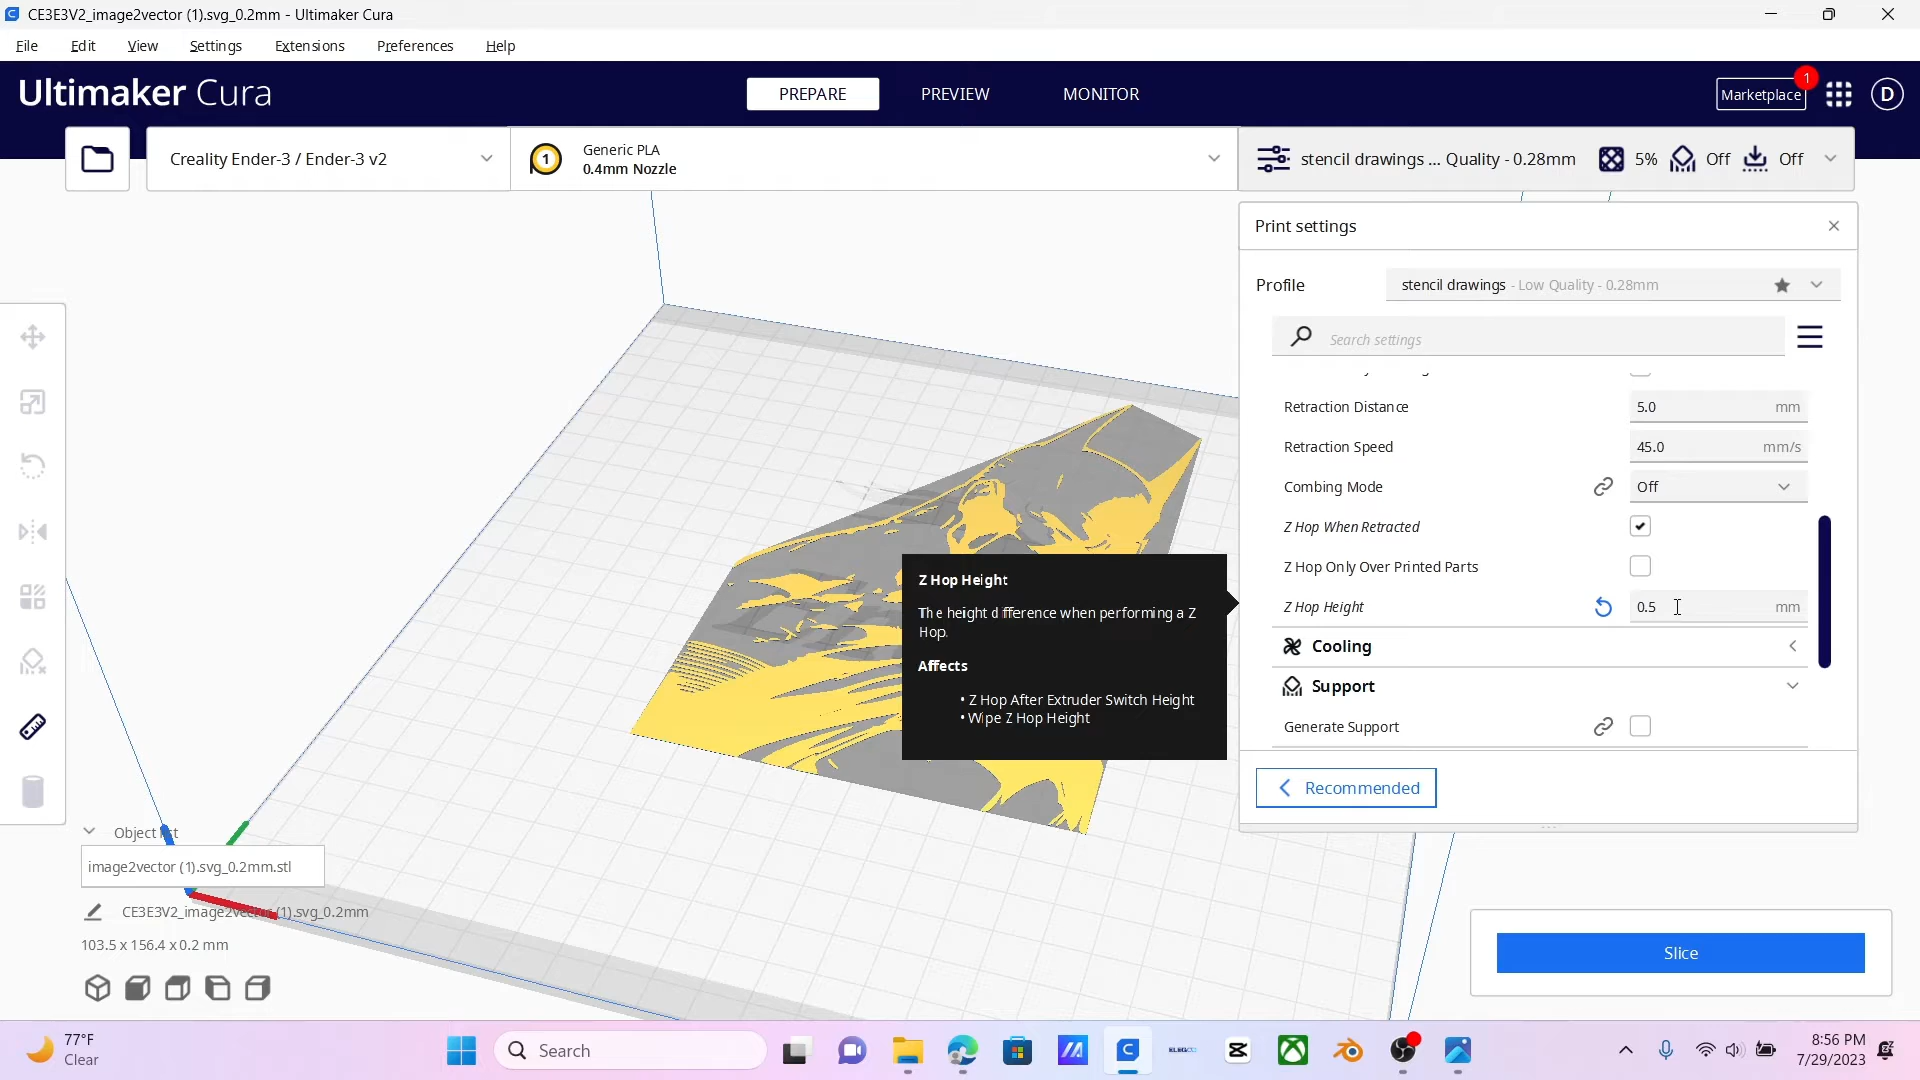 CE3E3V2_image2vector (1).svg_0.2mm - Ultimaker Cura
File Edit View Settings Extensions Preferences Help
Ultimaker Cura
PREPARE PREVIEW MONITOR
Marketplace
1
D
Creality Ender-3 / Ender-3 v2
1
Generic PLA
0.4mm Nozzle
stencil drawings ... Quality - 0.28mm 5% Off Off
Print settings
Profile stencil drawings - Low Quality - 0.28mm
Search settings
Retraction Distance 5.0 mm
Retraction Speed 45.0 mm/s
Combing Mode Off
Z Hop When Retracted
Z Hop Only Over Printed Parts
Z Hop Height 0.5 mm
Cooling
Support
Generate Support
Recommended
Z Hop Height
The height difference when performing a Z
Hop.
Affects
• Z Hop After Extruder Switch Height
• Wipe Z Hop Height
Object list
image2vector (1).svg_0.2mm.stl
CE3E3V2_image2vector (1).svg_0.2mm
103.5 x 156.4 x 0.2 mm
Slice
77°F
Clear
Search
8:56 PM
7/29/2023